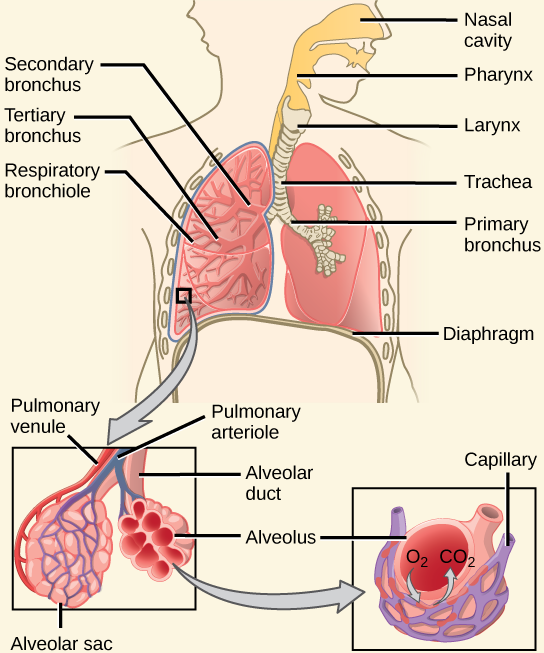 Nasal
cavity
Secondary
bronchus
Pharynx
Tertiary
bronchus
Larynx
Respiratory
bronchiole
Trachea
Primary
bronchus
Diaphragm
Pulmonary
venule
Pulmonary
arteriole
Alveolar
duct
Capillary
Alveolus
O₂ CO₂
Alveolar sac